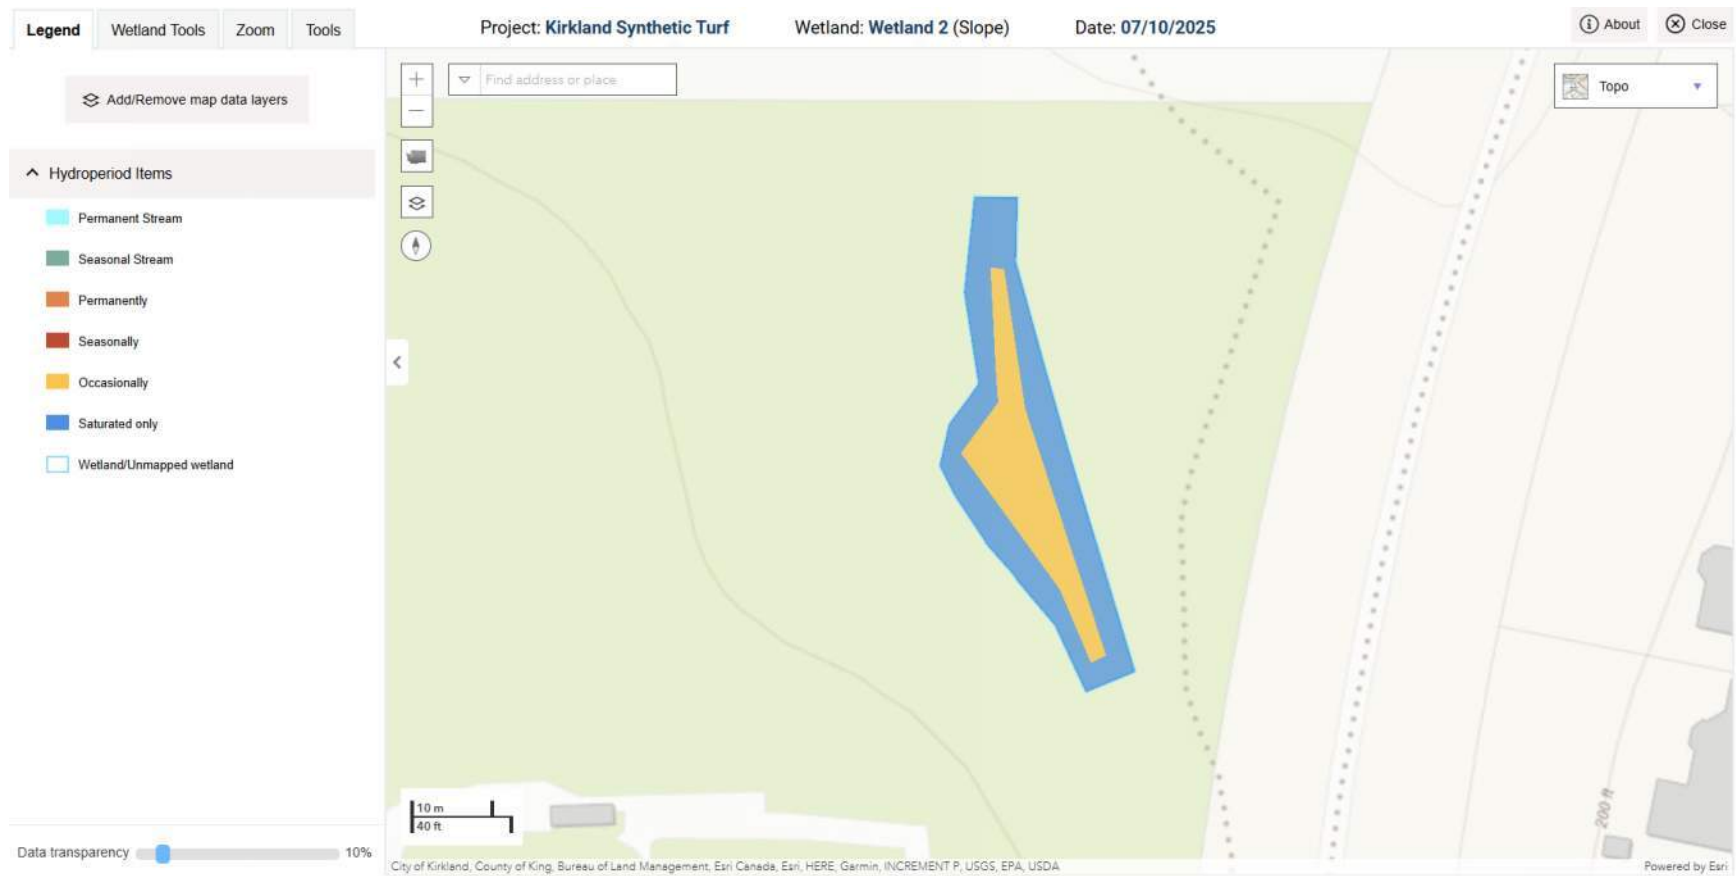 Legend
Wetland Tools
Zoom
Tools
Project: Kirkland Synthetic Turf
Wetland: Wetland 2 (Slope)
Date: 07/10/2025
About
Close
Add/Remove map data layers
Find address or place
Topo
Hydroperiod Items
Permanent Stream
Seasonal Stream
Permanently
Seasonally
Occasionally
Saturated only
Wetland/Unmapped wetland
10 m
40 ft
200 ft
Data transparency
10%
City of Kirkland, County of King, Bureau of Land Management, Esri Canada, Esri, HERE, Garmin, INCREMENT P, USGS, EPA, USDA
Powered by Esri